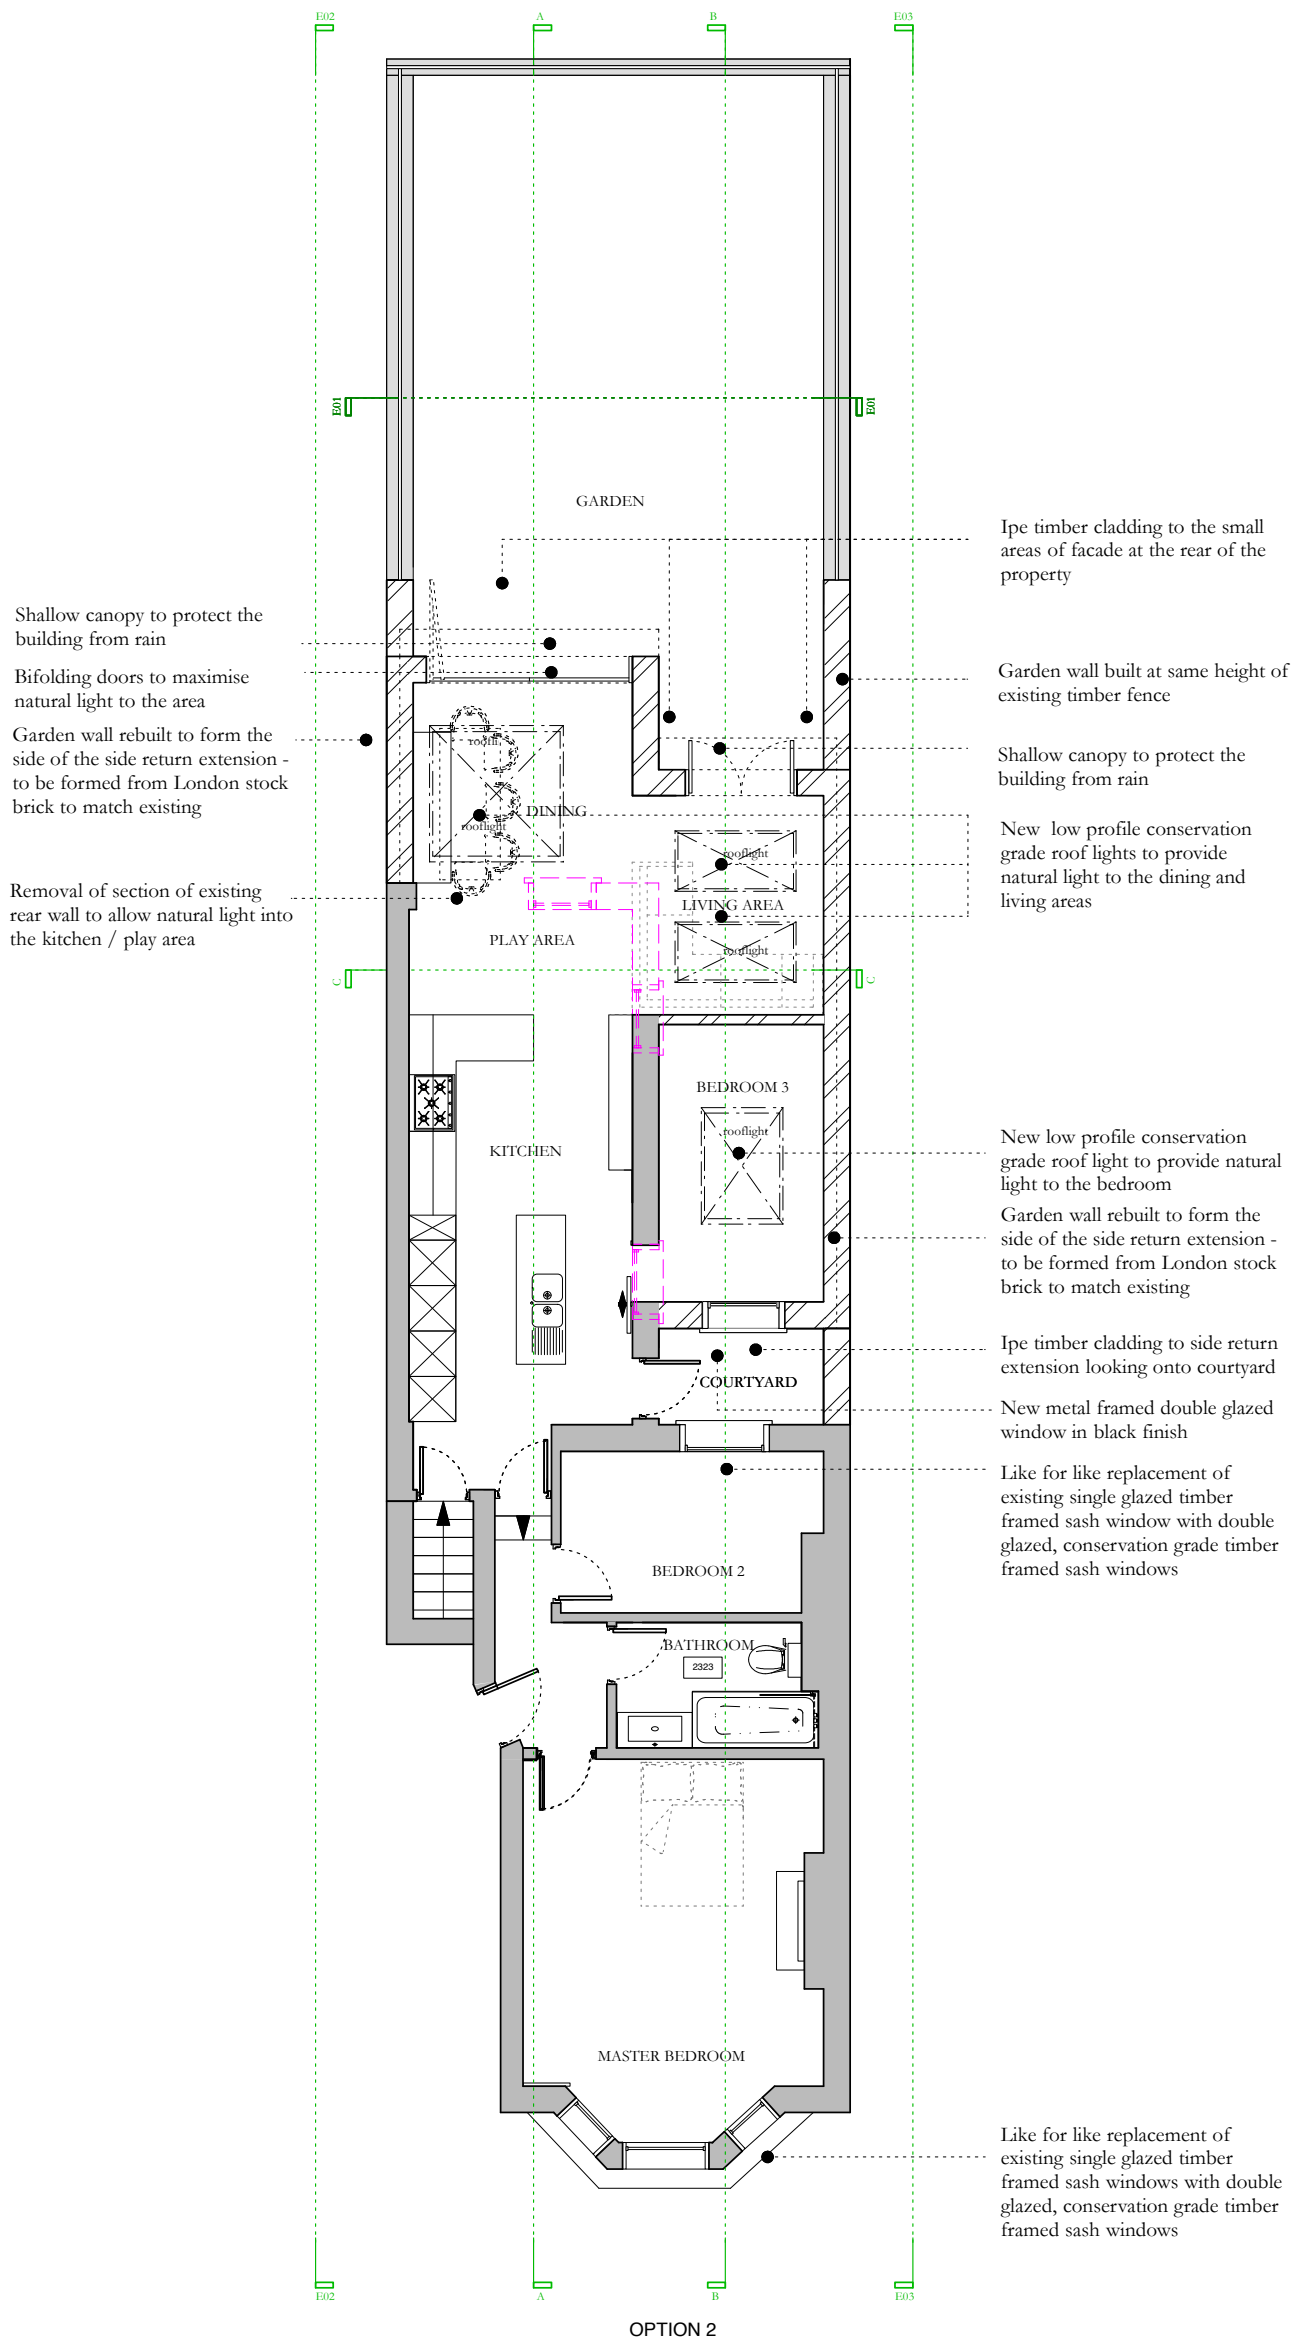 E02
A
B
E03
E01
E01
GARDEN
Ipe timber cladding to the small
areas of facade at the rear of the
property
Shallow canopy to protect the
building from rain
Bifolding doors to maximise
natural light to the area
Garden wall rebuilt to form the
side of the side return extension -
to be formed from London stock
brick to match existing
Removal of section of existing
rear wall to allow natural light into
the kitchen / play area
Garden wall built at same height of
existing timber fence
Shallow canopy to protect the
building from rain
New low profile conservation
grade roof lights to provide
natural light to the dining and
living areas
DINING
rooflight
rooflight
LIVING AREA
rooflight
PLAY AREA
C
C
BEDROOM 3
rooflight
KITCHEN
New low profile conservation
grade roof light to provide natural
light to the bedroom
Garden wall rebuilt to form the
side of the side return extension -
to be formed from London stock
brick to match existing
Ipe timber cladding to side return
extension looking onto courtyard
COURTYARD
New metal framed double glazed
window in black finish
Like for like replacement of
existing single glazed timber
framed sash window with double
glazed, conservation grade timber
framed sash windows
BEDROOM 2
BATHROOM
2323
MASTER BEDROOM
Like for like replacement of
existing single glazed timber
framed sash windows with double
glazed, conservation grade timber
framed sash windows
E02
A
B
E03
OPTION 2